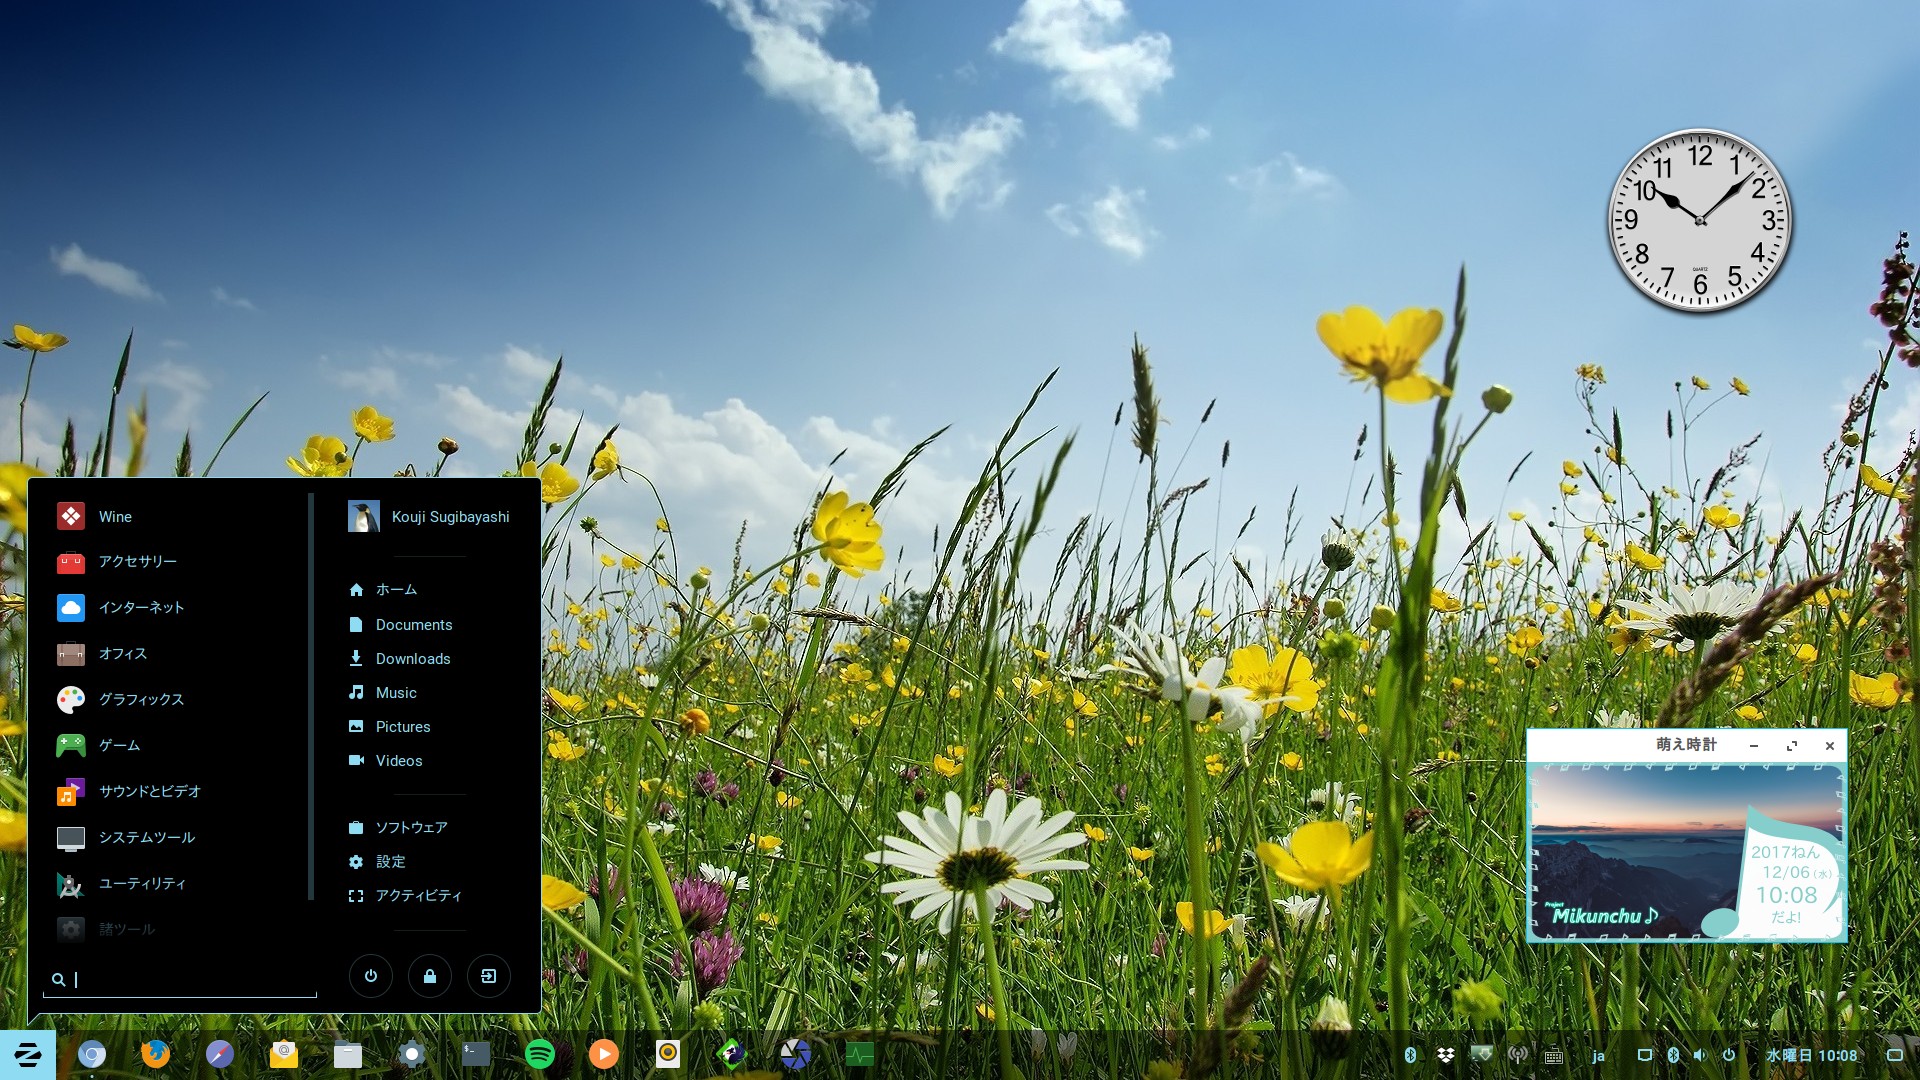 Wine
アクセサリー
インターネット
オフィス
グラフィックス
ゲーム
サウンドとビデオ
システムツール
ユーティリティ
諸ツール
Kouji Sugibayashi
ホーム
Documents
Downloads
Music
Pictures
Videos
ソフトウェア
設定
アクティビティ
12
1
2
3
4
5
6
7
8
9
10
11
QUARTZ
萌え時計
2017ねん
12/06 (水)
10:08
だよ!
Project
Mikunchu♪
ja
水曜日 10:08